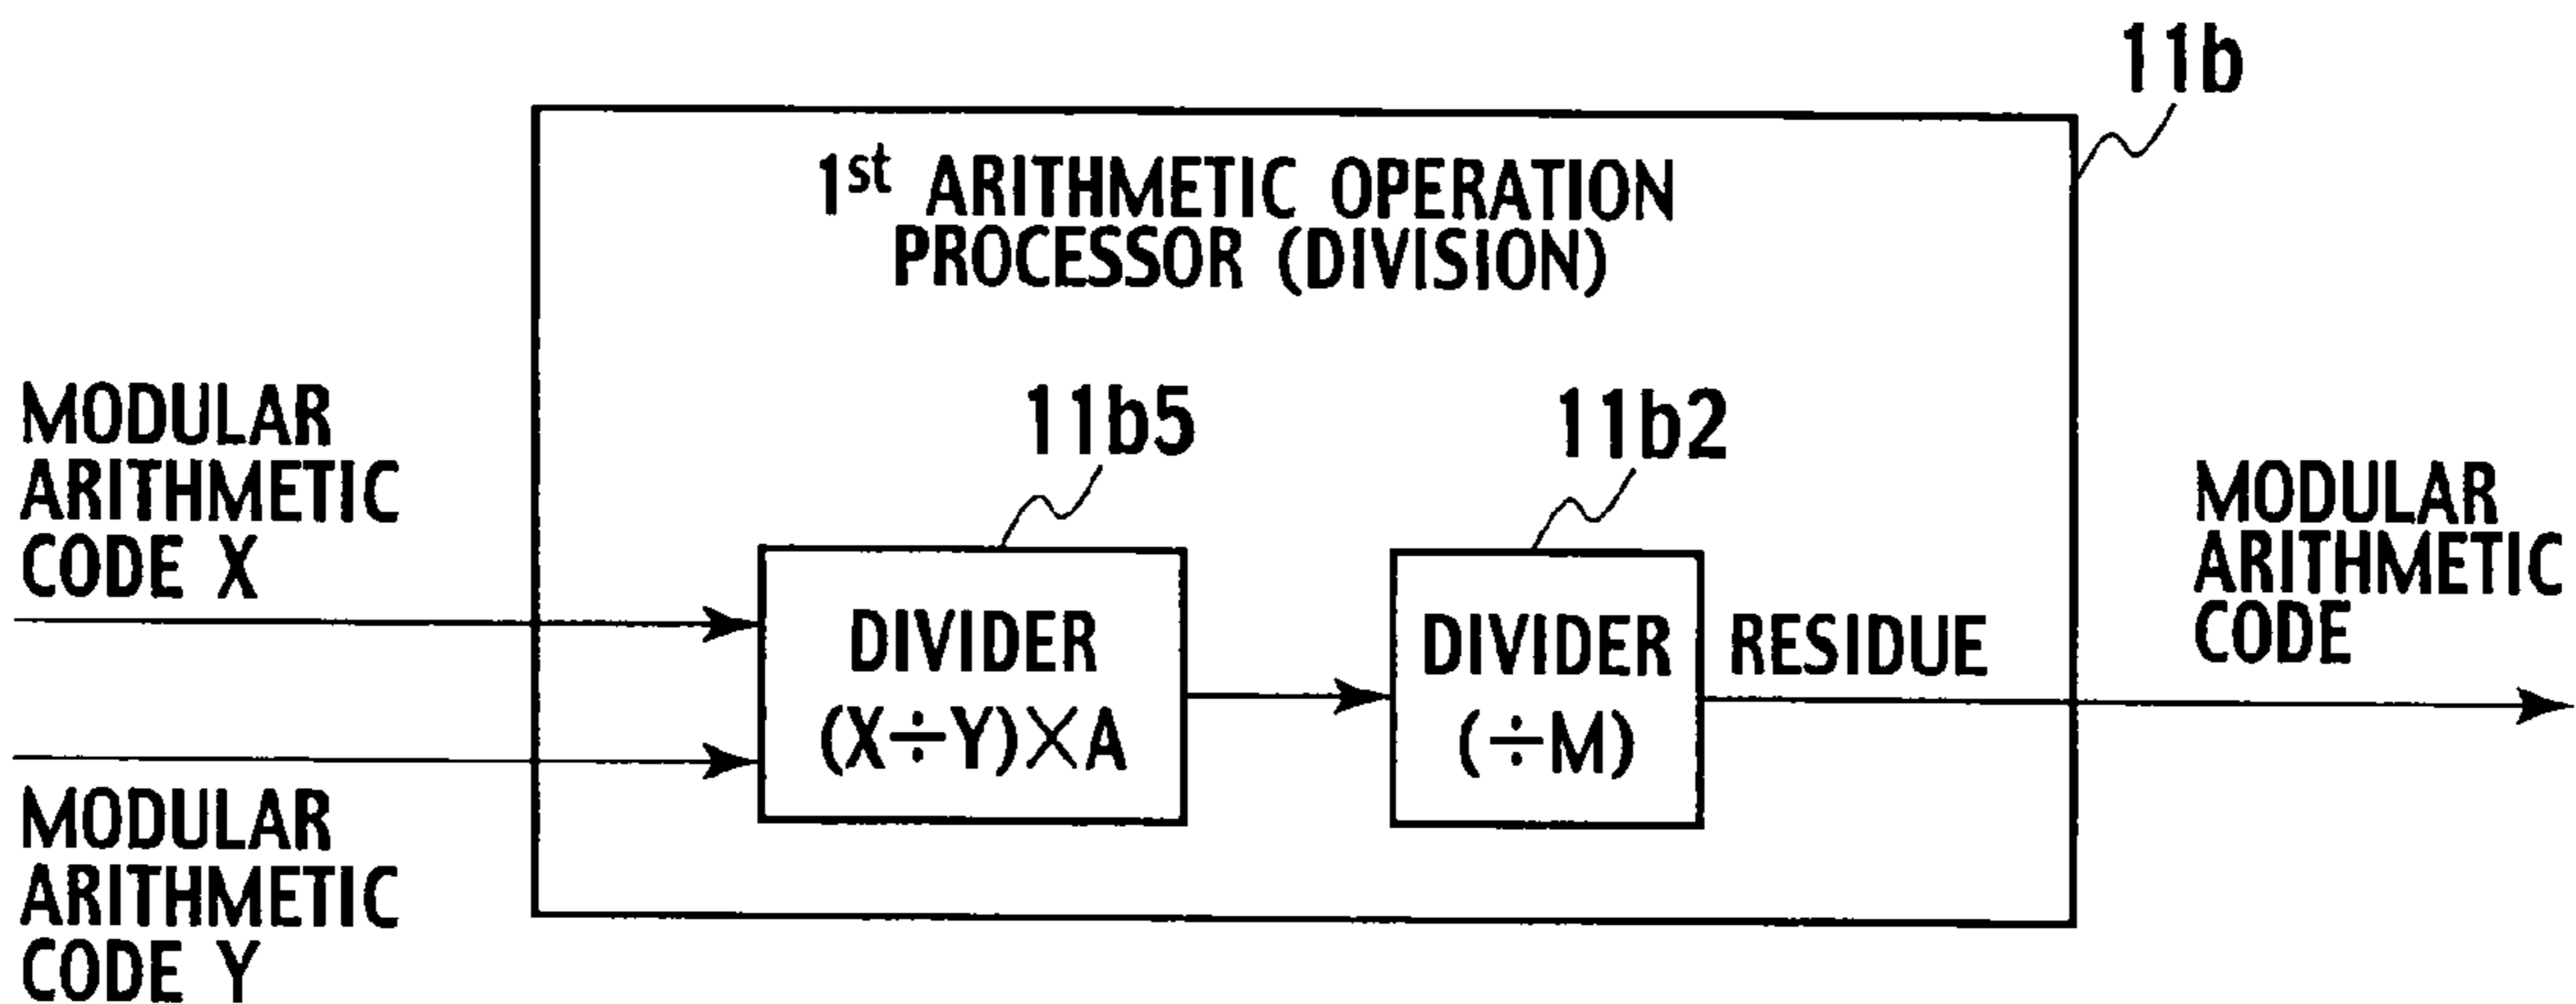 11b
1st ARITHMETIC OPERATION
PROCESSOR (DIVISION)
MODULAR
ARITHMETIC
CODE X
11b5
11b2
MODULAR
ARITHMETIC
CODE
DIVIDER
(X÷Y)×A
DIVIDER
(÷M)
RESIDUE
MODULAR
ARITHMETIC
CODE Y